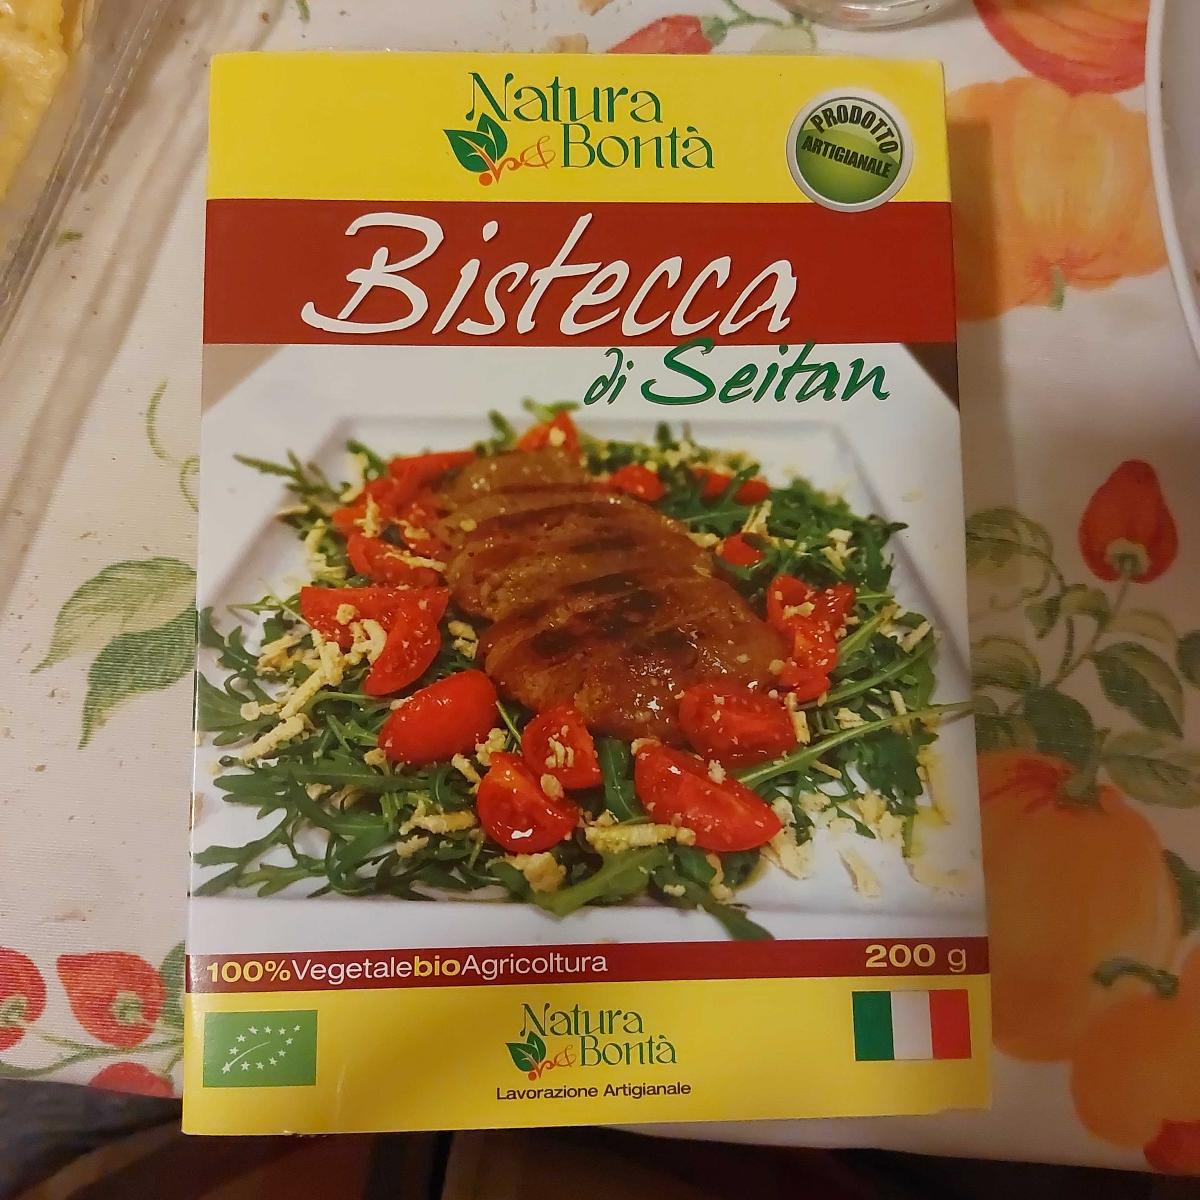 Natura
& Bontà
PRODOTTO
ARTIGIANALE
Bistecca
di Seitan
100%VegetalebioAgricoltura
200 g
Natura
& Bontà
Lavorazione Artigianale